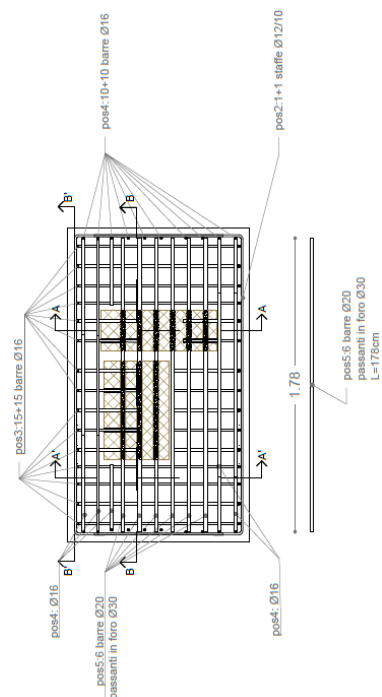 pos4:10+10 barre Ø16
pos2:1+1 staffe Ø12/10
B'
B
pos3:15+15 barre Ø16
A
A
1.78
pos5:6 barre Ø20
passanti in foro Ø30
L=178cm
A'
A'
pos4: Ø16
B'
B
pos5:6 barre Ø20
passanti in foro Ø30
pos4: Ø16